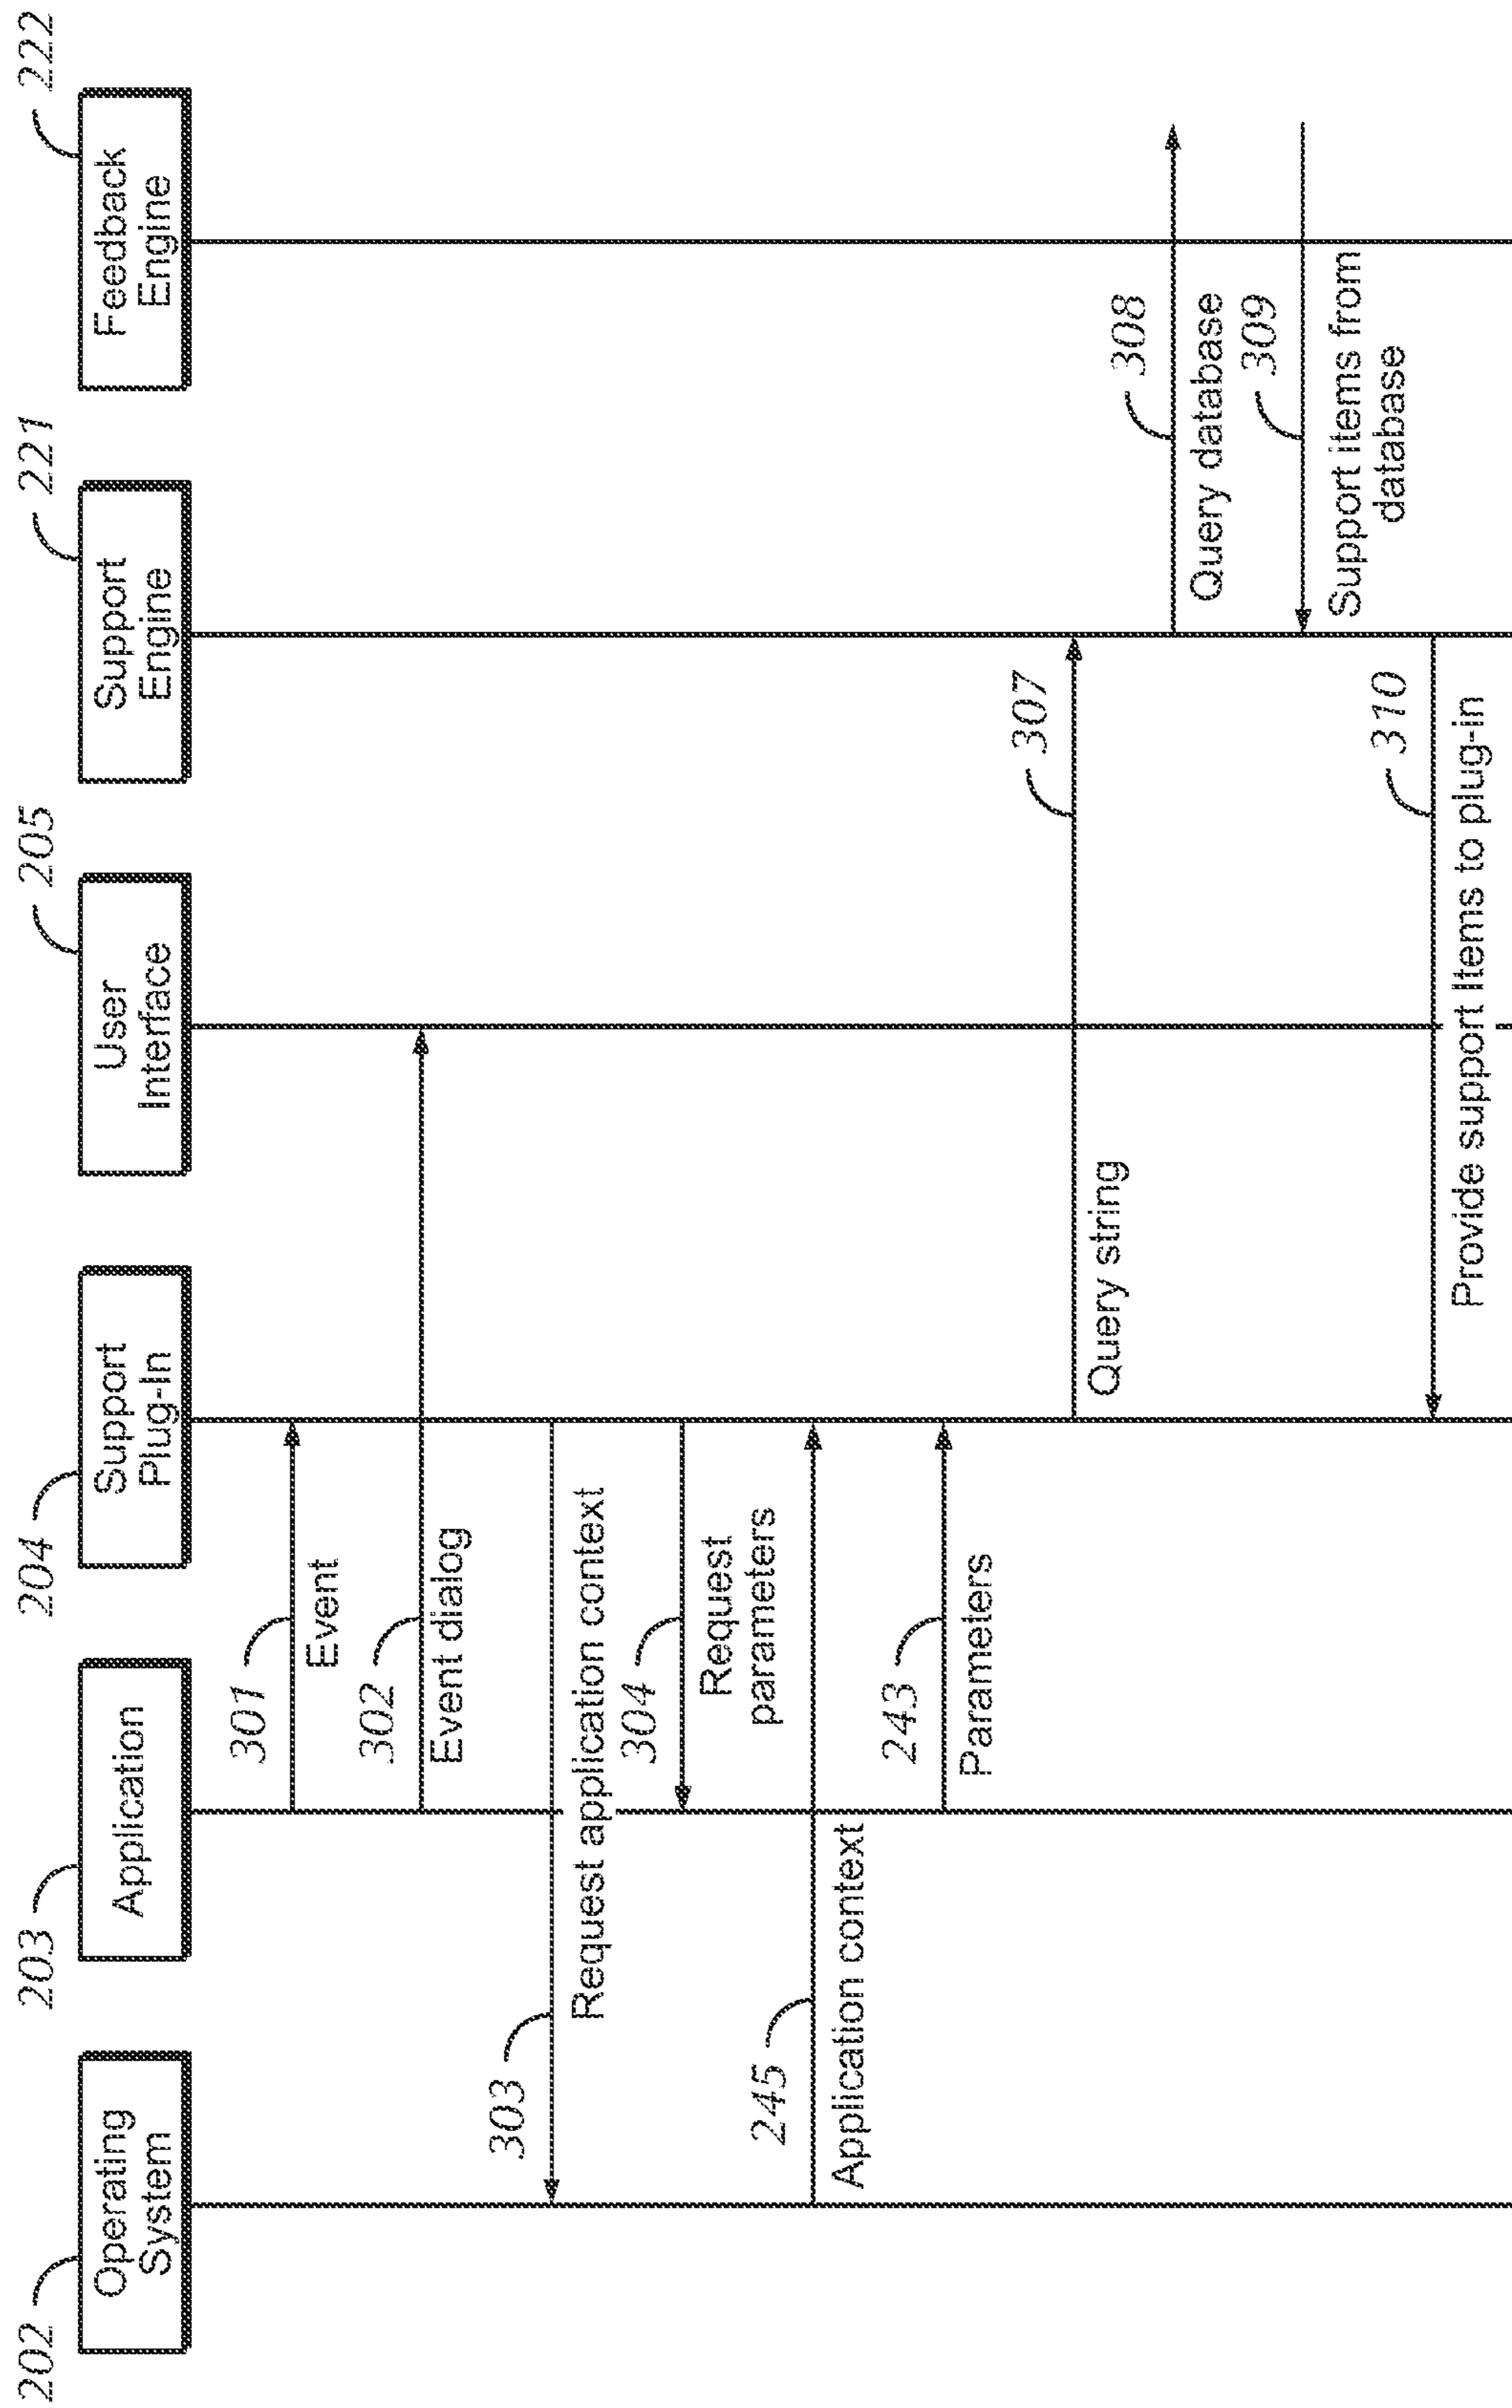 202
Operating
System
203
Application
204
Support
Plug-In
205
User
Interface
221
Support
Engine
222
Feedback
Engine
301
Event
302
Event dialog
303
Request application context
304
Request
parameters
245
Application context
243
Parameters
307
Query string
308
Query database
309
Support items from
database
310
Provide support items to plug-in